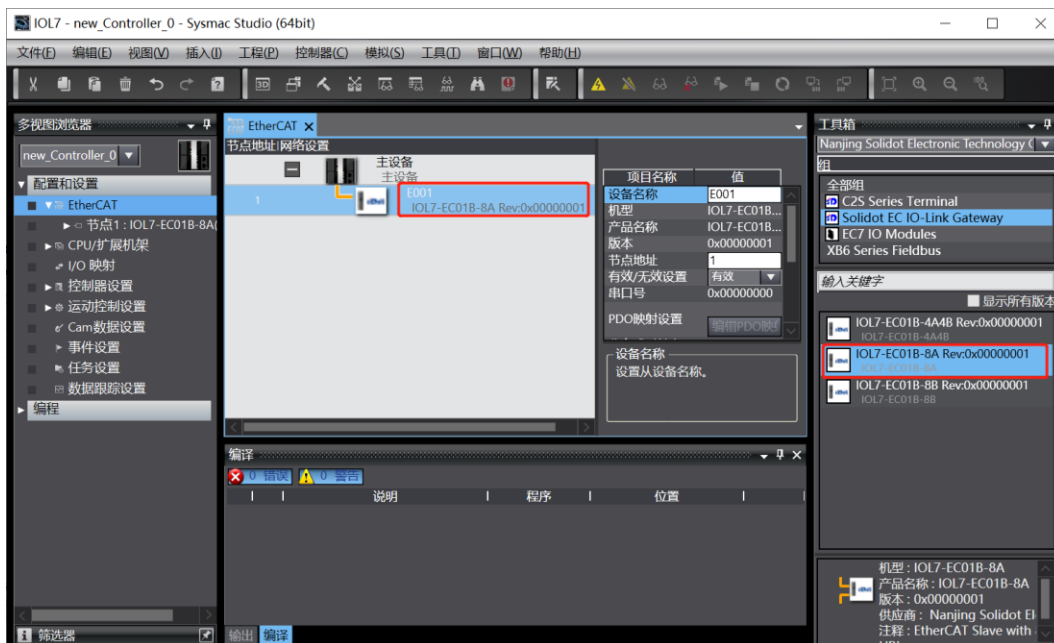 IOL7 - new_Controller_0 - Sysmac Studio (64bit)
文件(F) 编辑(E) 视图(V) 插入(I) 工程(P) 控制器(C) 模拟(S) 工具(T) 窗口(W) 帮助(H)
多视图浏览器
new_Controller_0
配置和设置
EtherCAT
节点1 : IOL7-EC01B-8A(
CPU/扩展机架
I/O 映射
控制器设置
运动控制设置
Cam数据设置
事件设置
任务设置
数据跟踪设置
编程
筛选器
EtherCAT
节点地址|网络设置
主设备
主设备
1
E001
IOL7-EC01B-8A Rev:0x00000001
项目名称 值
设备名称 E001
机型 IOL7-EC01B...
产品名称 IOL7-EC01B...
版本 0x00000001
节点地址 1
有效/无效设置 有效
串口号 0x00000000
PDO映射设置 编辑PDO映
设备名称
设置从设备名称。
编译
0 错误 0 警告
说明 程序 位置
输出 编译
工具箱
Nanjing Solidot Electronic Technology (
组
全部组
C2S Series Terminal
Solidot EC IO-Link Gateway
EC7 IO Modules
XB6 Series Fieldbus
输入关键字
显示所有版本
IOL7-EC01B-4A4B Rev:0x00000001
IOL7-EC01B-4A4B
IOL7-EC01B-8A Rev:0x00000001
IOL7-EC01B-8A
IOL7-EC01B-8B Rev:0x00000001
IOL7-EC01B-8B
机型 : IOL7-EC01B-8A
产品名称 : IOL7-EC01B-8A
版本 : 0x00000001
供应商 : Nanjing Solidot El
注释 : EtherCAT Slave with